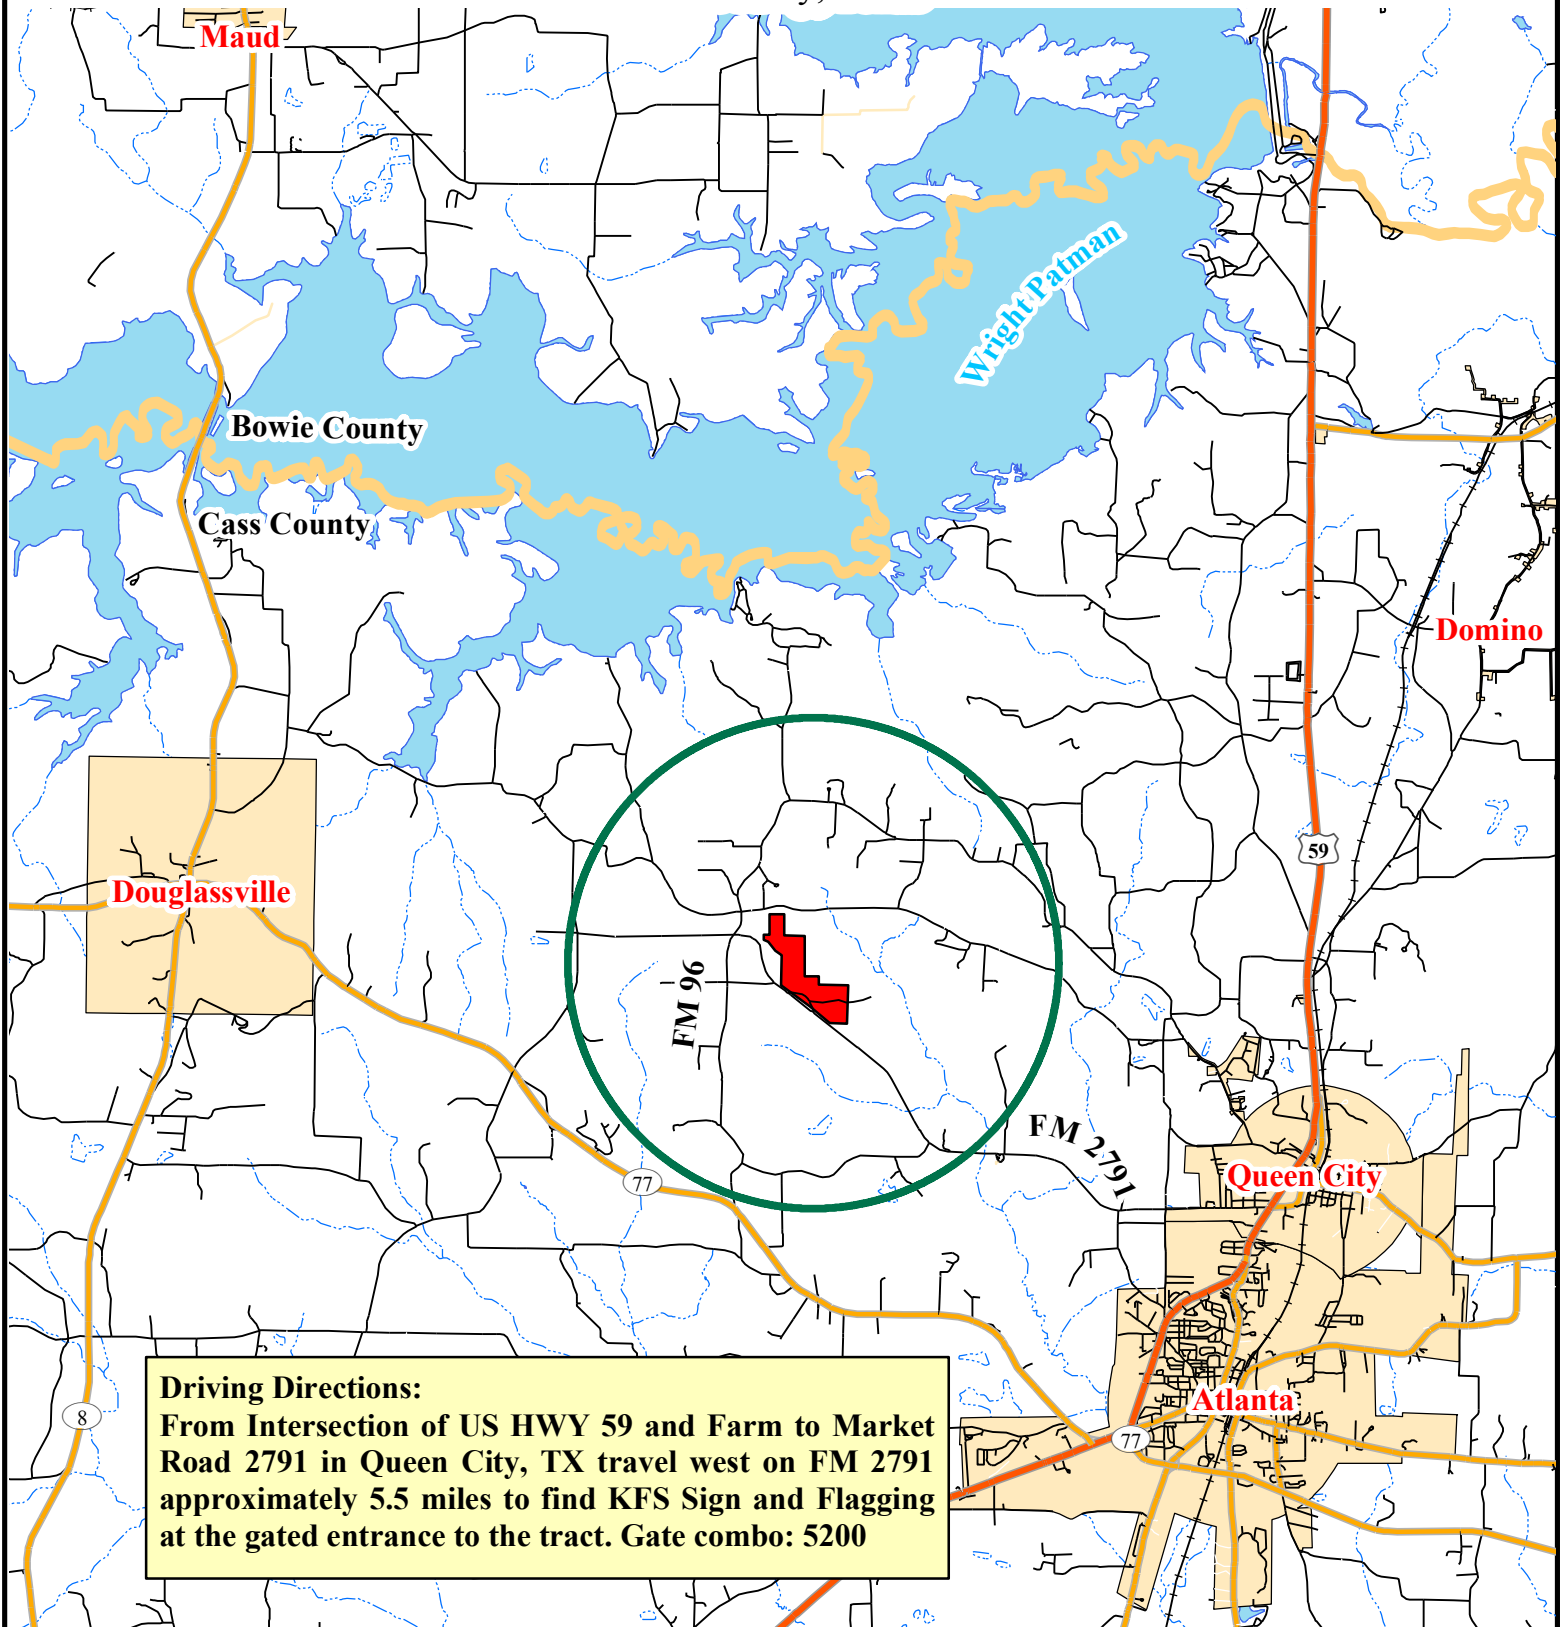 Maud
Wright Patman
Bowie County
Cass County
Domino
59
Douglassville
FM 96
FM 2791
77
Queen City
8
Atlanta
77
Driving Directions:
From Intersection of US HWY 59 and Farm to Market
Road 2791 in Queen City, TX travel west on FM 2791
approximately 5.5 miles to find KFS Sign and Flagging
at the gated entrance to the tract. Gate combo: 5200